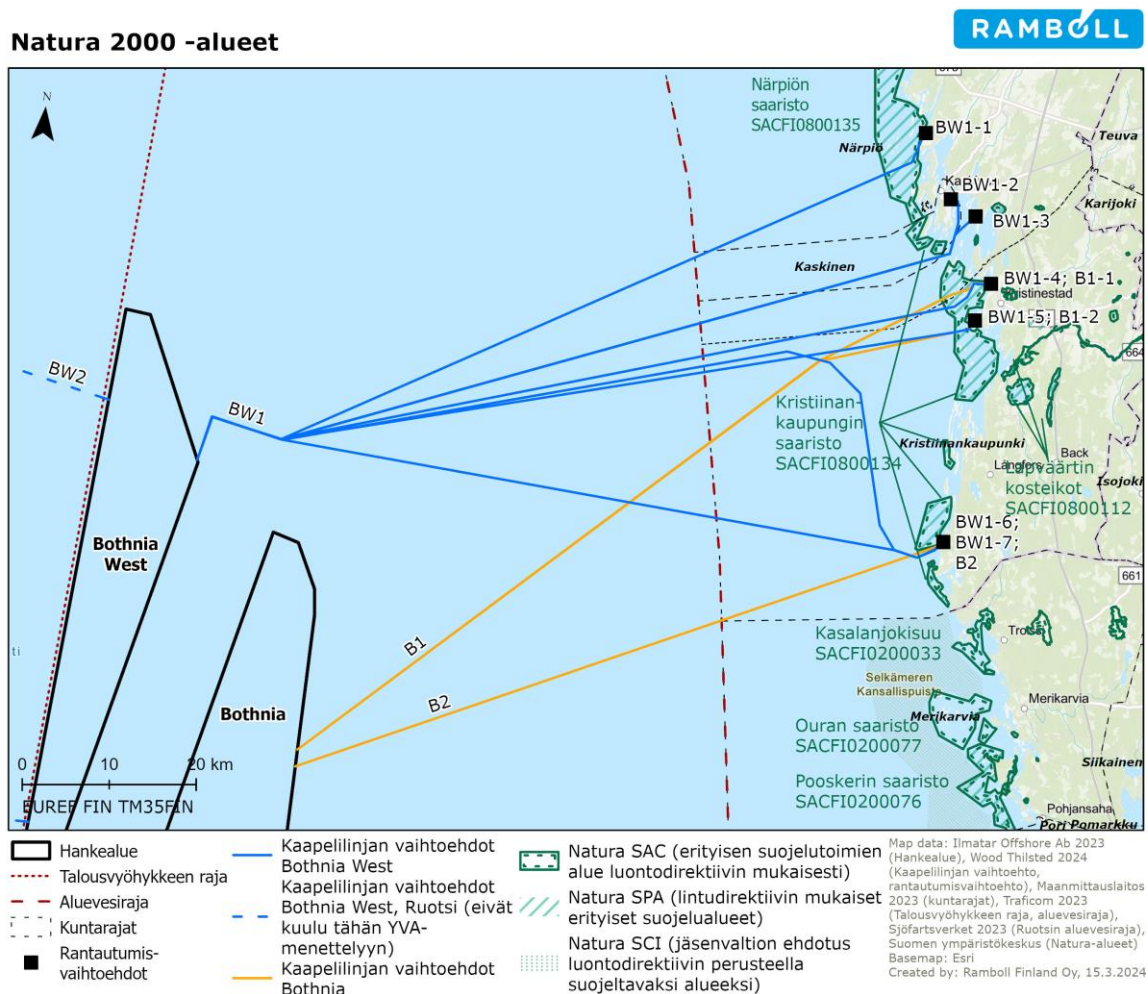 Natura 2000 -alueet
RAMBOLL
N
Närpiön
saaristo
SACFI0800135
Närpiö
BW1-1
Teuva
BW1-2
Karijoki
BW1-3
Kaskinen
BW1-4; B1-1
istinestad
BW1-5; B1-2
664
BW2
BW1
Kristiinan-
kaupungin
saaristo
SACFI0800134
Kristiinankaupunki
Back
Långfors
Lapväärtin
kosteikot
SACFI0800112
Isojoki
Bothnia
West
BW1-6;
BW1-7;
B2
661
B1
Kasalanjokisuu
SACFI0200033
ti
B2
Selkämeren
Kansallispuisto
Bothnia
Merikarvia
Ouran saaristo
SACFI0200077
Merikarvia
Siikainen
0 10 20 km
Pooskerin saaristo
SACFI0200076
EUREF FIN TM35FIN
Pohjansaha
Pori Pomarkku
Hankealue
Talousvyöhykkeen raja
Aluevesiraja
Kuntarajat
Rantautumis-
vaihtoehdot
Kaapelilinjan vaihtoehdot
Bothnia West
Kaapelilinjan vaihtoehdot
Bothnia West, Ruotsi (eivät
kuulu tähän YVA-
menettelyyn)
Kaapelilinjan vaihtoehdot
Bothnia
Natura SAC (erityisen suojelutoimien
alue luontodirektiivin mukaisesti)
Natura SPA (lintudirektiivin mukaiset
erityiset suojelualueet)
Natura SCI (jäsenvaltion ehdotus
luontodirektiivin perusteella
suojeltavaksi alueeksi)
Map data: Ilmatar Offshore Ab 2023
(Hankealue), Wood Thilsted 2024
(Kaapelilinjan vaihtoehto,
rantautumisvaihtoehto), Maanmittauslaitos
2023 (kuntarajat), Traficom 2023
(Talousvyöhykkeen raja, aluevesiraja),
Sjöfartsverket 2023 (Ruotsin aluevesiraja),
Suomen ympäristökeskus (Natura-alueet)
Basemap: Esri
Created by: Ramboll Finland Oy, 15.3.2024